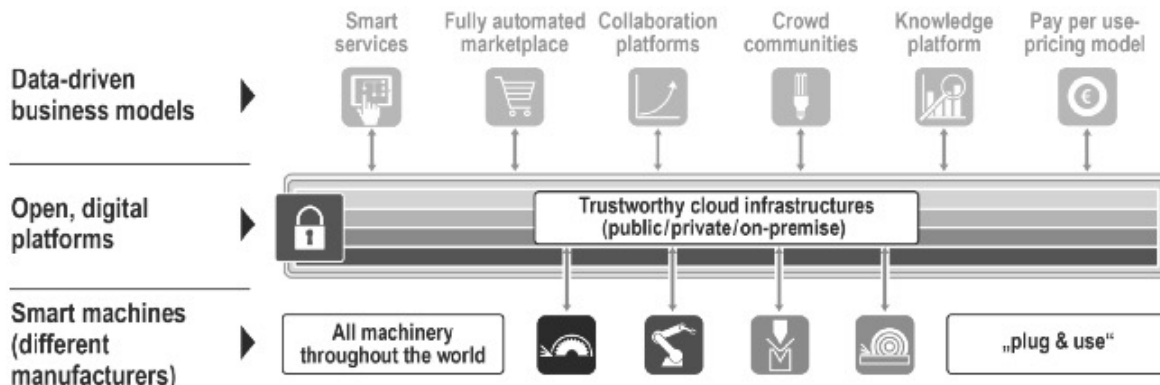 Smart
services
Fully automated
marketplace
Collaboration
platforms
Crowd
communities
Knowledge
platform
Pay per use-
pricing model
Data-driven
business models
€
Open, digital
platforms
Trustworthy cloud infrastructures
(public/private/on-premise)
Smart machines
(different
manufacturers)
All machinery
throughout the world
„plug & use“